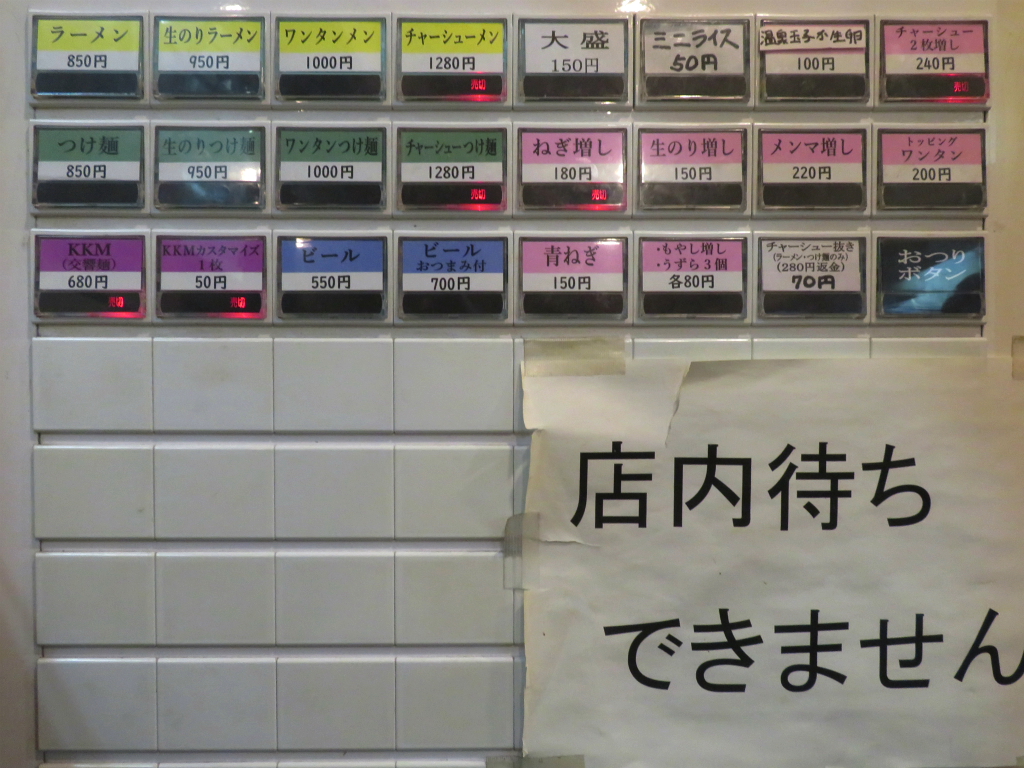 ラーメン
850円
生のりラーメン
950円
ワンタンメン
1000円
チャーシューメン
1280円
売切
大盛
150円
ミニライス
50円
温泉玉子か生卵
100円
チャーシュー
2枚増し
240円
売切
つけ麺
850円
生のりつけ麺
950円
ワンタンつけ麺
1000円
チャーシューつけ麺
1280円
売切
ねぎ増し
180円
売切
生のり増し
150円
メンマ増し
220円
トッピング
ワンタン
200円
KKM
(交響麺)
680円
売切
KKMカスタマイズ
1枚
50円
売切
ビール
550円
ビール
おつまみ付
700円
青ねぎ
150円
・もやし増し
・うずら3個
各80円
チャーシュー抜き
(ラーメン・つけ麺のみ)
(280円返金)
70円
おつり
ボタン
店内待ち
できません